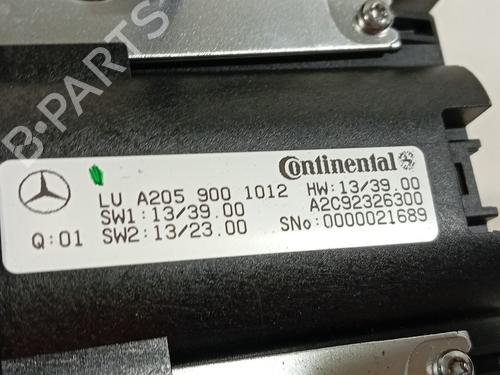 B-PARTS
Continental
LU A205 900 1012 HW:13/39.00
SW1:13/39.00 A2C92326300
Q:01 SW2:13/23.00 SNo:0000021689